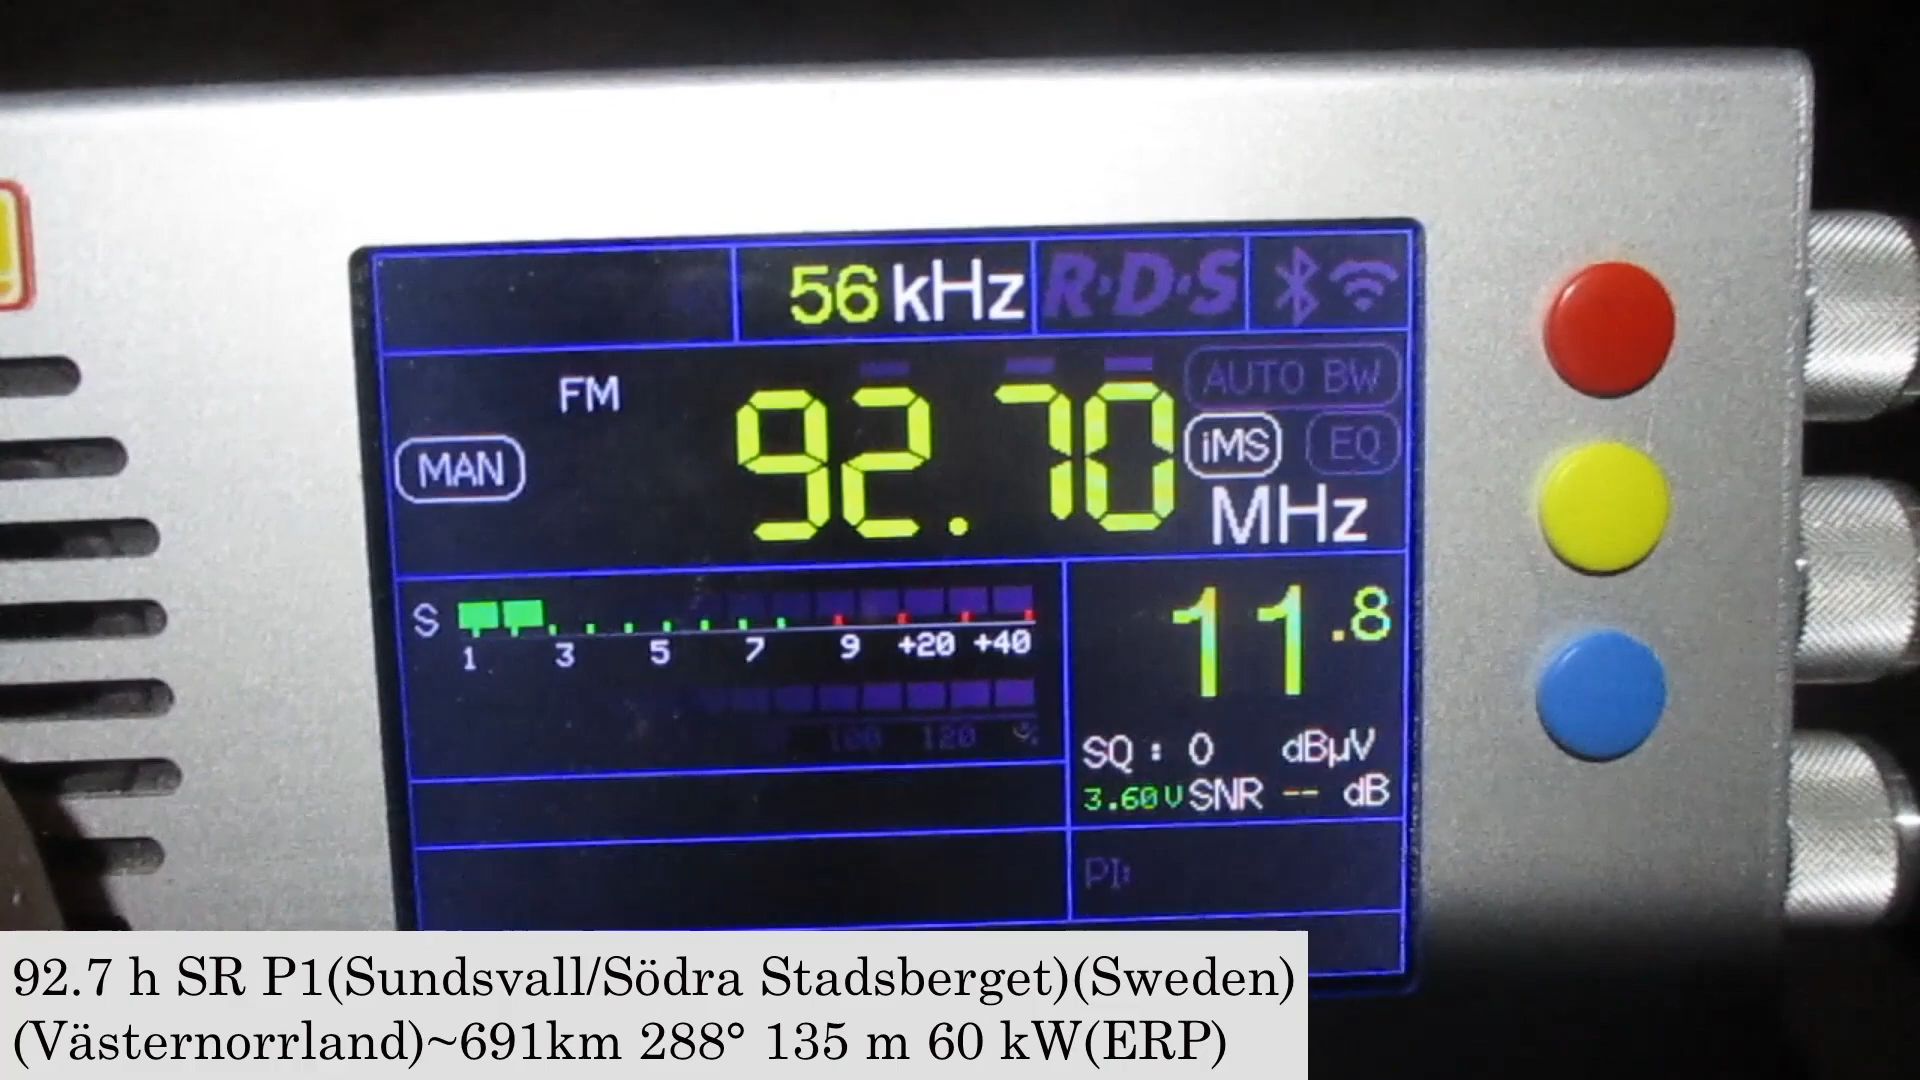 56 kHz R·D·S
FM 92.70 AUTO BW
MAN iMS EQ
MHz
S 1 3 5 7 9 +20 +40
11.8
100 120 %
SQ : 0 dBµV
3.60V SNR -- dB
PI:
92.7 h SR P1(Sundsvall/Södra Stadsberget)(Sweden)
(Västernorrland)~691km 288° 135 m 60 kW(ERP)